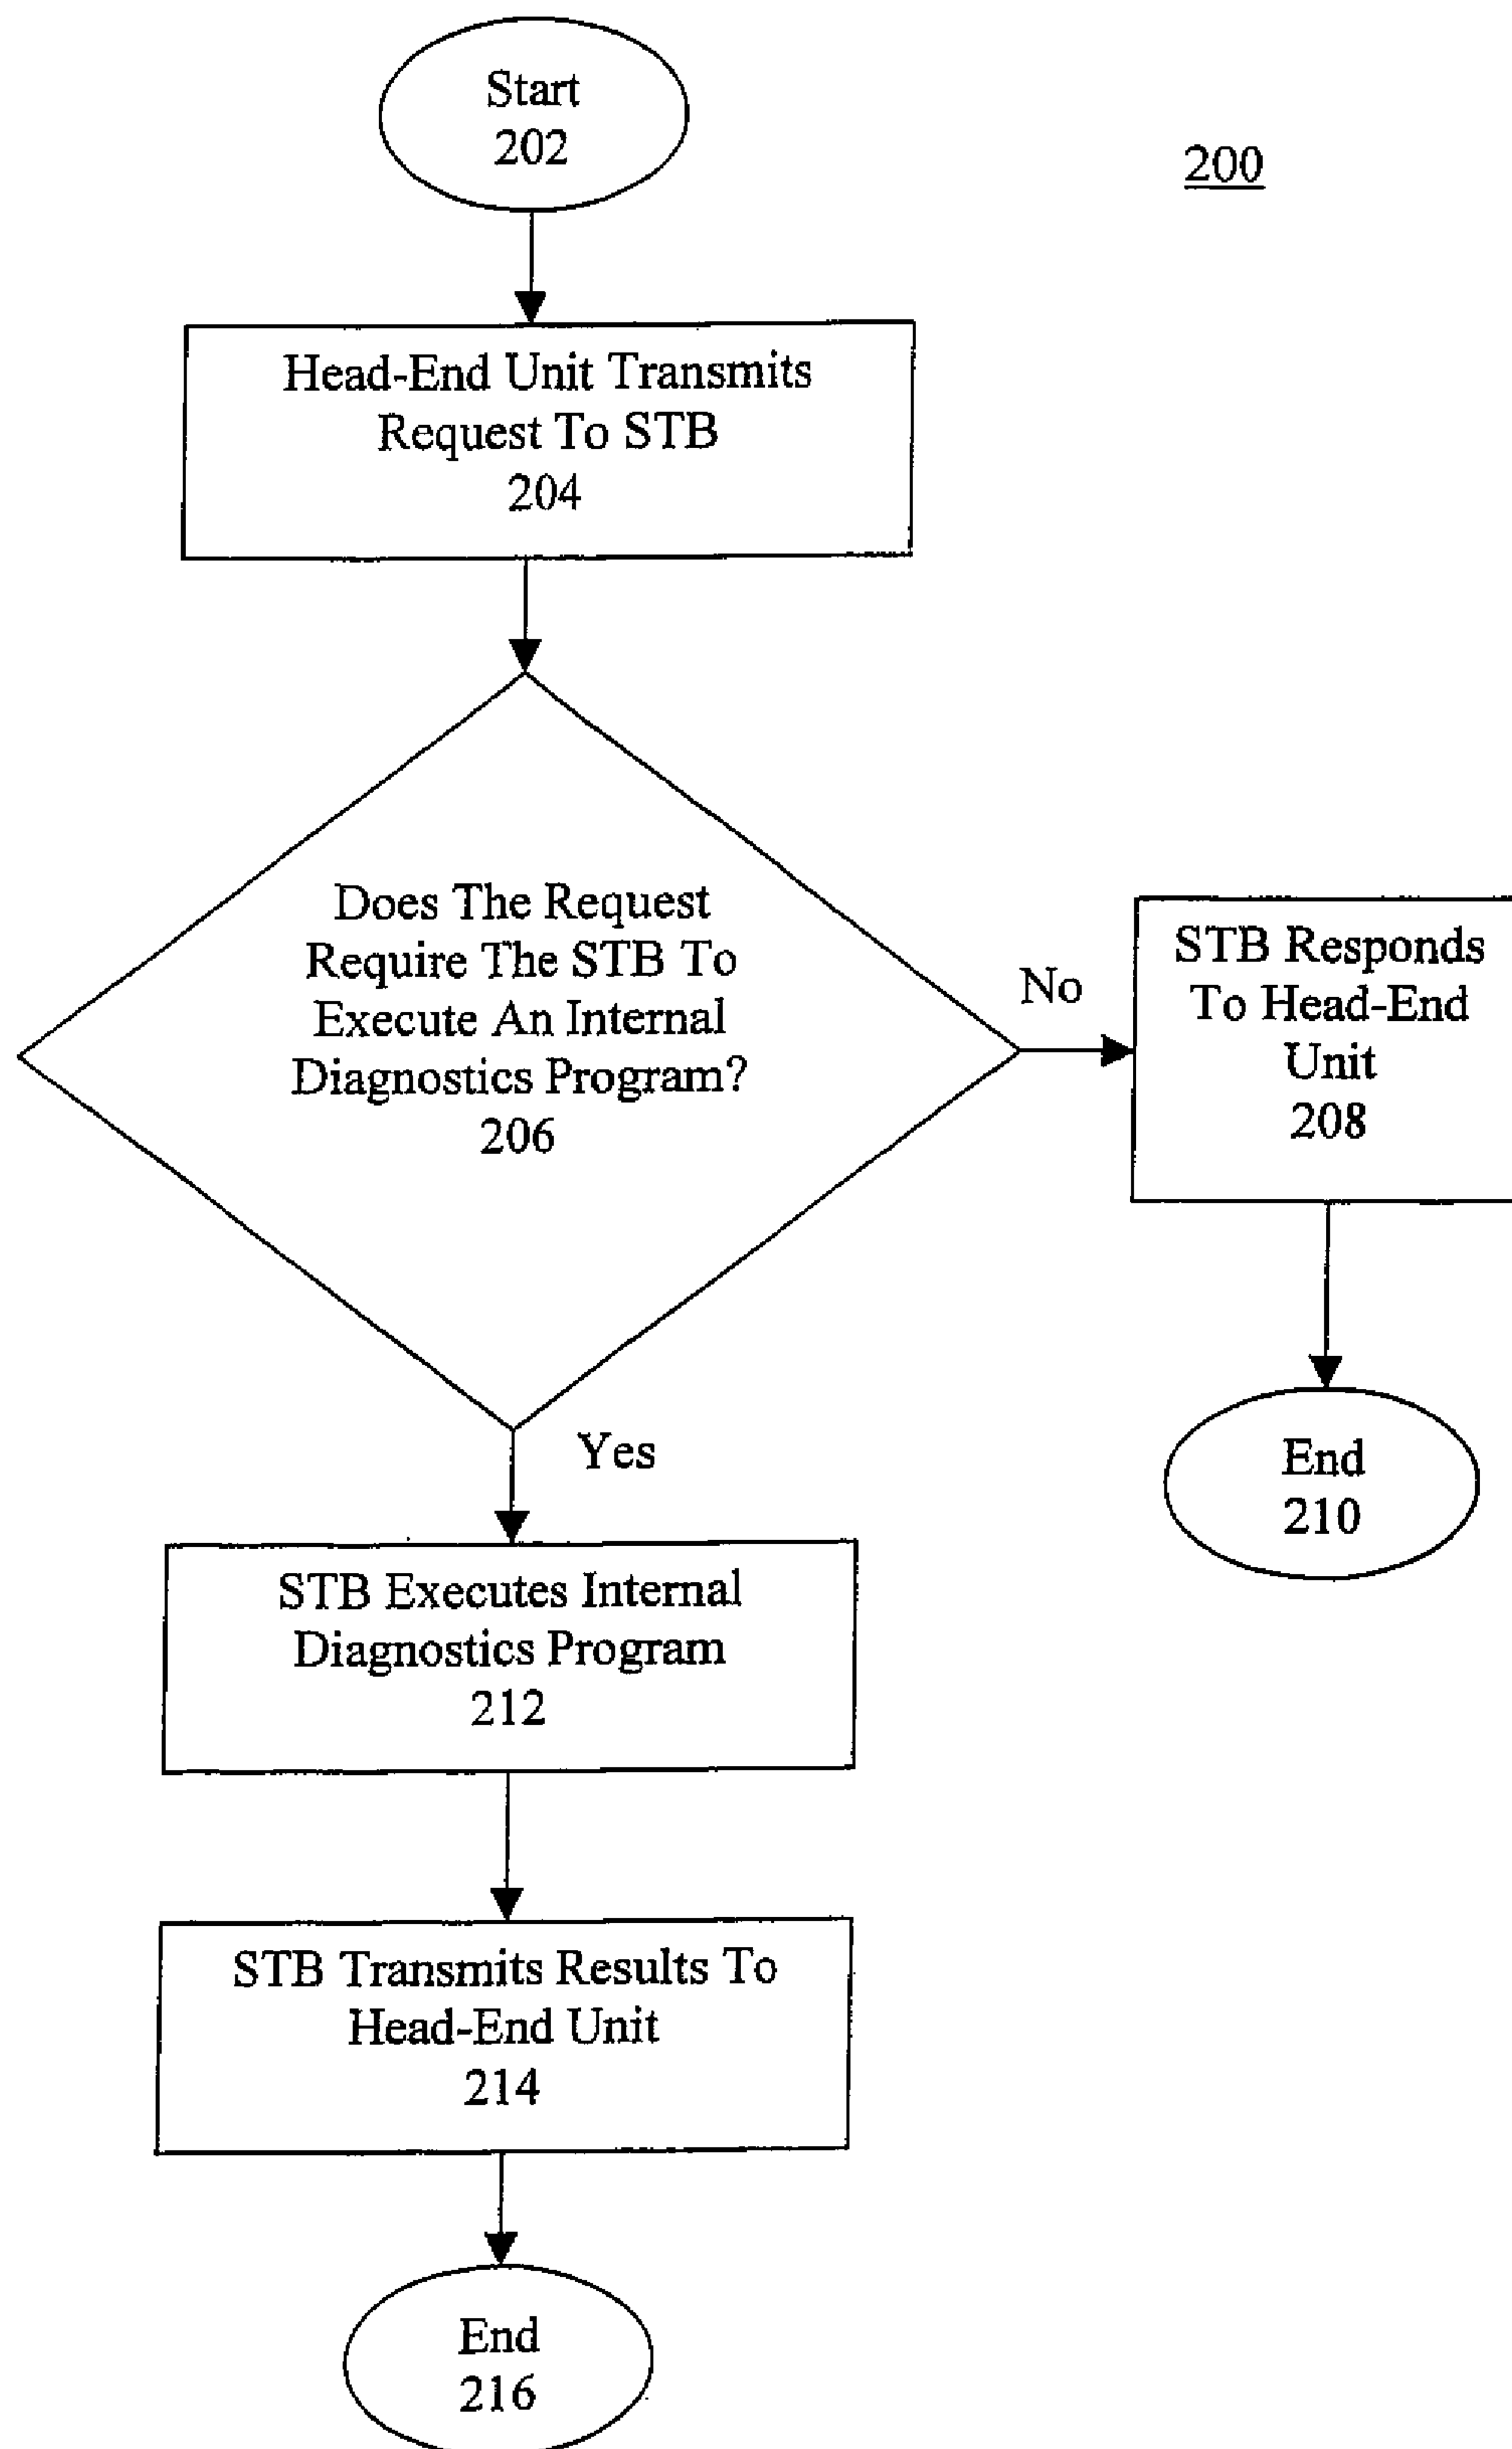 Start
202
200
Head-End Unit Transmits
Request To STB
204
Does The Request
Require The STB To
Execute An Internal
Diagnostics Program?
206
No
STB Responds
To Head-End
Unit
208
End
210
Yes
STB Executes Internal
Diagnostics Program
212
STB Transmits Results To
Head-End Unit
214
End
216